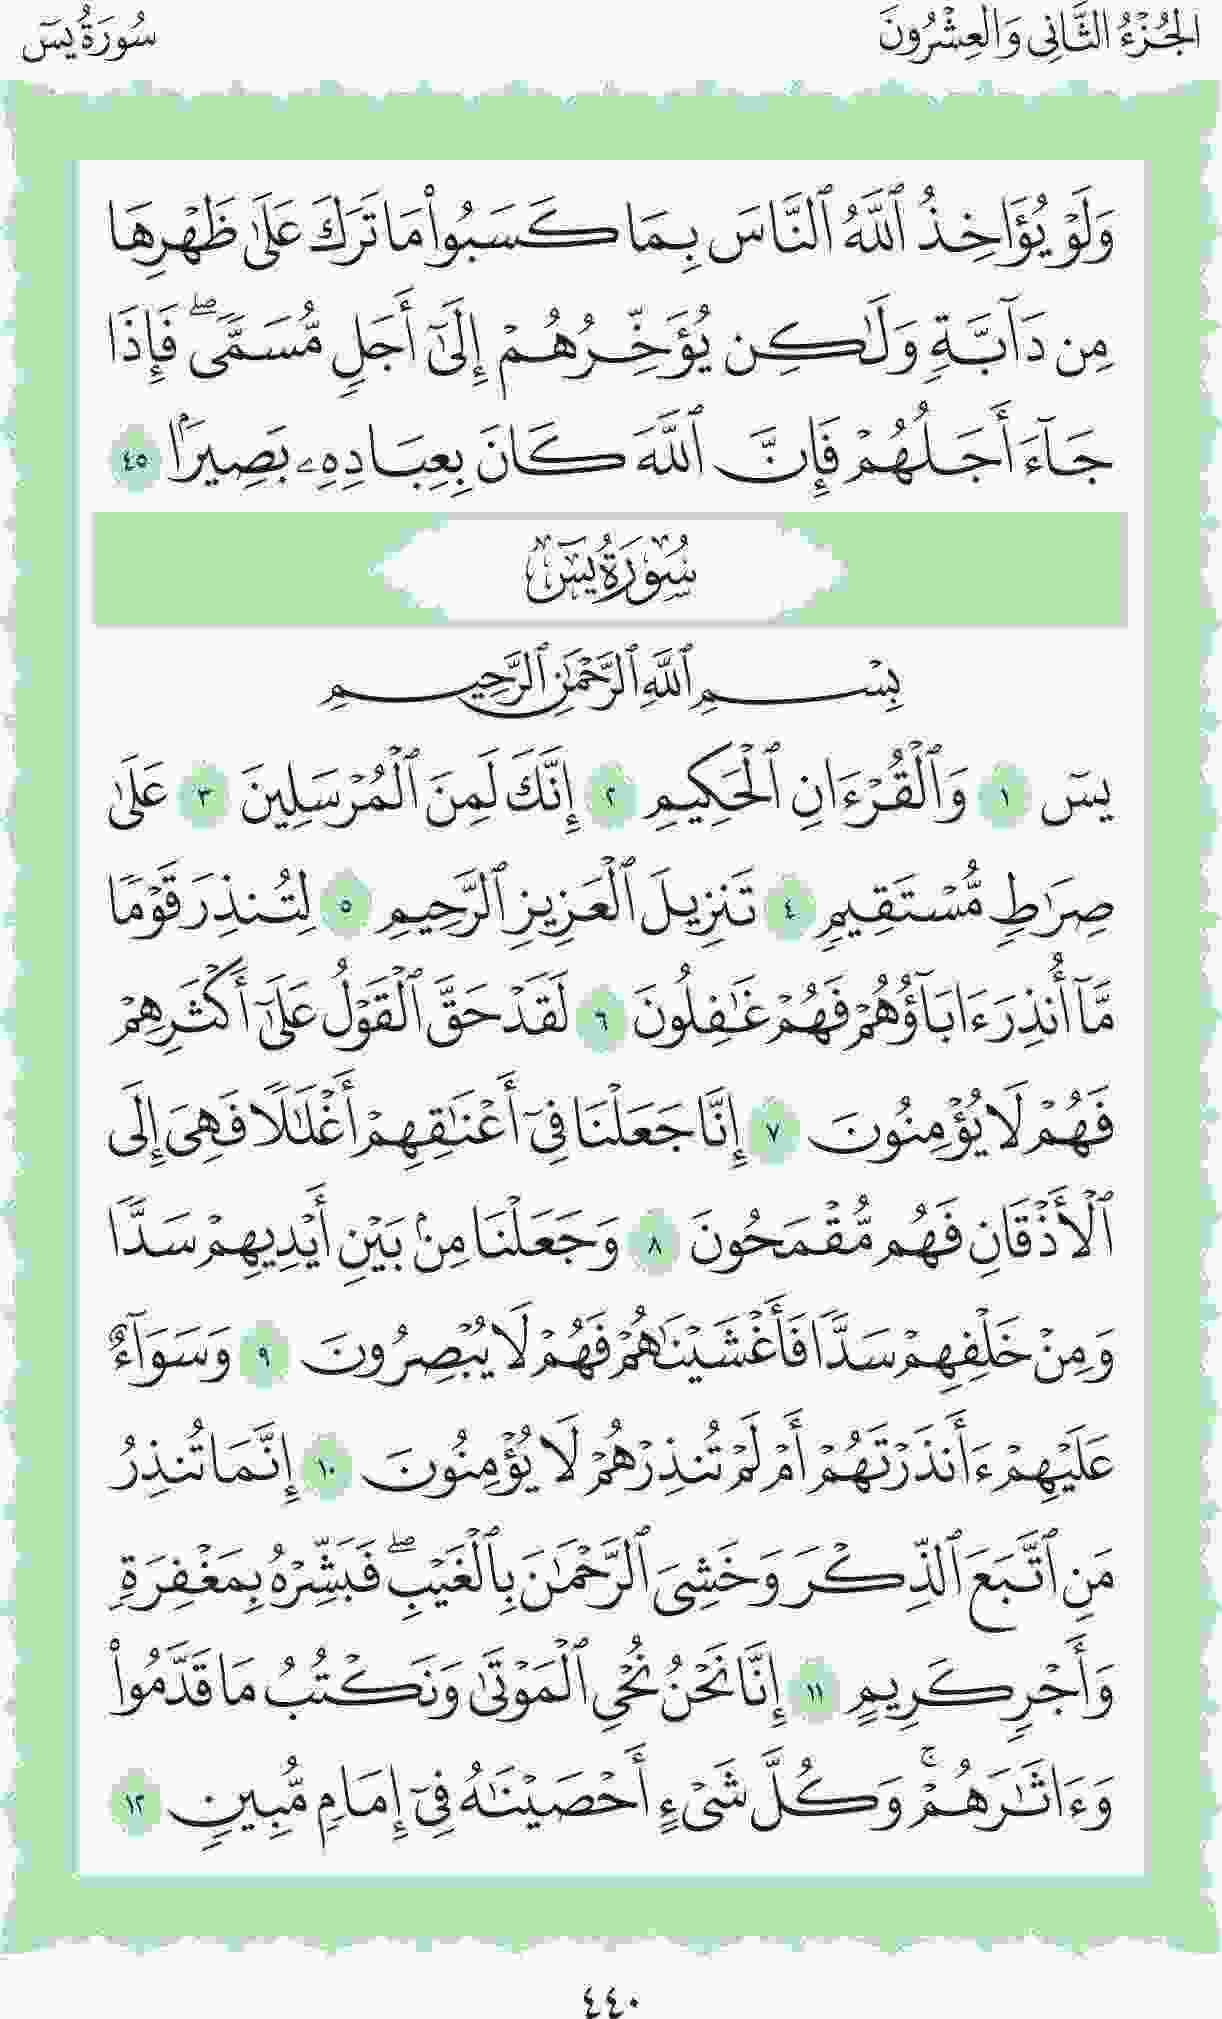 الجُزْءُ الثَّانِي وَالعِشْرُونَ سُورَةُ يسٓ
وَلَوْ يُؤَاخِذُ ٱللَّهُ ٱلنَّاسَ بِمَا كَسَبُوا۟ مَا تَرَكَ عَلَىٰ ظَهْرِهَا
مِن دَآبَّةٍ وَلَٰكِن يُؤَخِّرُهُمْ إِلَىٰٓ أَجَلٍ مُّسَمًّى ۖ فَإِذَا
جَآءَ أَجَلُهُمْ فَإِنَّ ٱللَّهَ كَانَ بِعِبَادِهِۦ بَصِيرًۢا ٤٥
سُورَةُ يسٓ
بِسْمِ ٱللَّهِ ٱلرَّحْمَٰنِ ٱلرَّحِيمِ
يسٓ ١ وَٱلْقُرْءَانِ ٱلْحَكِيمِ ٢ إِنَّكَ لَمِنَ ٱلْمُرْسَلِينَ ٣ عَلَىٰ
صِرَٰطٍ مُّسْتَقِيمٍ ٤ تَنزِيلَ ٱلْعَزِيزِ ٱلرَّحِيمِ ٥ لِتُنذِرَ قَوْمًا
مَّآ أُنذِرَ ءَابَآؤُهُمْ فَهُمْ غَٰفِلُونَ ٦ لَقَدْ حَقَّ ٱلْقَوْلُ عَلَىٰٓ أَكْثَرِهِمْ
فَهُمْ لَا يُؤْمِنُونَ ٧ إِنَّا جَعَلْنَا فِىٓ أَعْنَٰقِهِمْ أَغْلَٰلًا فَهِىَ إِلَى
ٱلْأَذْقَانِ فَهُم مُّقْمَحُونَ ٨ وَجَعَلْنَا مِنۢ بَيْنِ أَيْدِيهِمْ سَدًّا
وَمِنْ خَلْفِهِمْ سَدًّا فَأَغْشَيْنَٰهُمْ فَهُمْ لَا يُبْصِرُونَ ٩ وَسَوَآءٌ
عَلَيْهِمْ ءَأَنذَرْتَهُمْ أَمْ لَمْ تُنذِرْهُمْ لَا يُؤْمِنُونَ ١٠ إِنَّمَا تُنذِرُ
مَنِ ٱتَّبَعَ ٱلذِّكْرَ وَخَشِىَ ٱلرَّحْمَٰنَ بِٱلْغَيْبِ ۖ فَبَشِّرْهُ بِمَغْفِرَةٍ
وَأَجْرٍ كَرِيمٍ ١١ إِنَّا نَحْنُ نُحْىِ ٱلْمَوْتَىٰ وَنَكْتُبُ مَا قَدَّمُوا۟
وَءَاثَٰرَهُمْ ۚ وَكُلَّ شَىْءٍ أَحْصَيْنَٰهُ فِىٓ إِمَامٍ مُّبِينٍ ١٢
٤٤٠